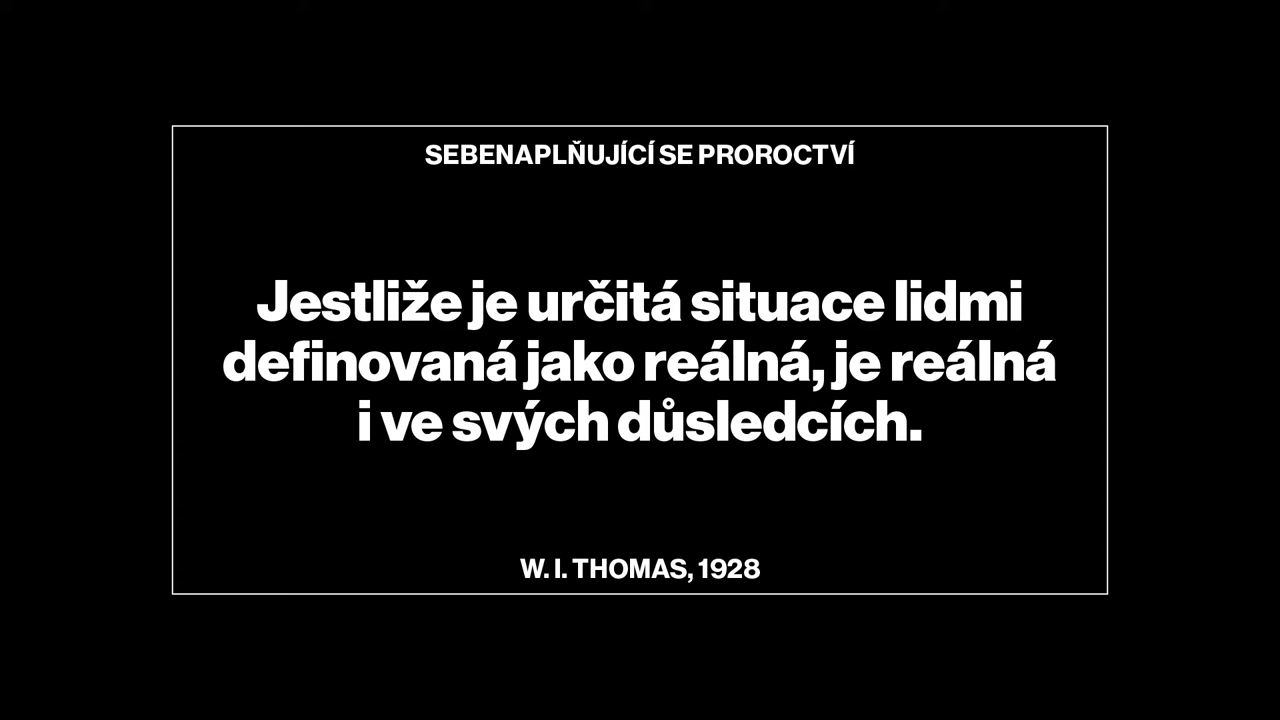 SEBENAPLŇUJÍCÍ SE PROROCTVÍ
Jestliže je určitá situace lidmi
definovaná jako reálná, je reálná
i ve svých důsledcích.
W. I. THOMAS, 1928